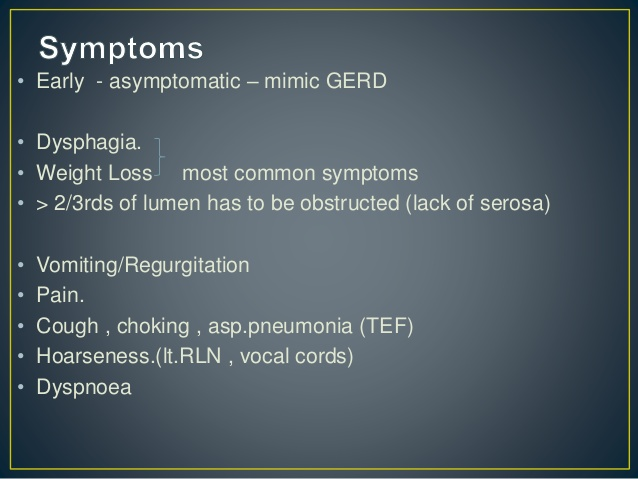 Symptoms
• Early - asymptomatic – mimic GERD
• Dysphagia.
• Weight Loss most common symptoms
• > 2/3rds of lumen has to be obstructed (lack of serosa)
• Vomiting/Regurgitation
• Pain.
• Cough , choking , asp.pneumonia (TEF)
• Hoarseness.(lt.RLN , vocal cords)
• Dyspnoea